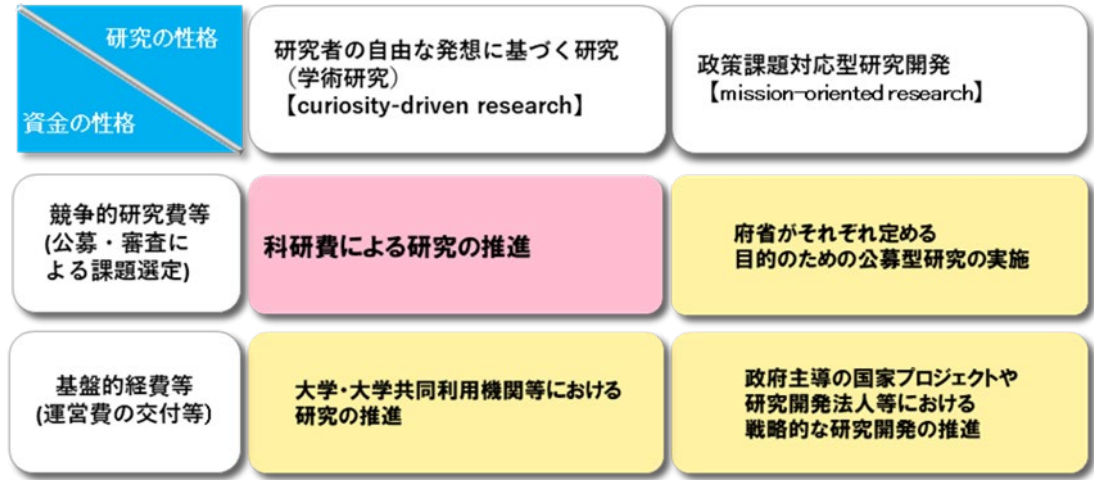 研究の性格
資金の性格
研究者の自由な発想に基づく研究
（学術研究）
【curiosity-driven research】
政策課題対応型研究開発
【mission-oriented research】
競争的研究費等
(公募・審査に
よる課題選定)
科研費による研究の推進
府省がそれぞれ定める
目的のための公募型研究の実施
基盤的経費等
(運営費の交付等)
大学・大学共同利用機関等における
研究の推進
政府主導の国家プロジェクトや
研究開発法人等における
戦略的な研究開発の推進